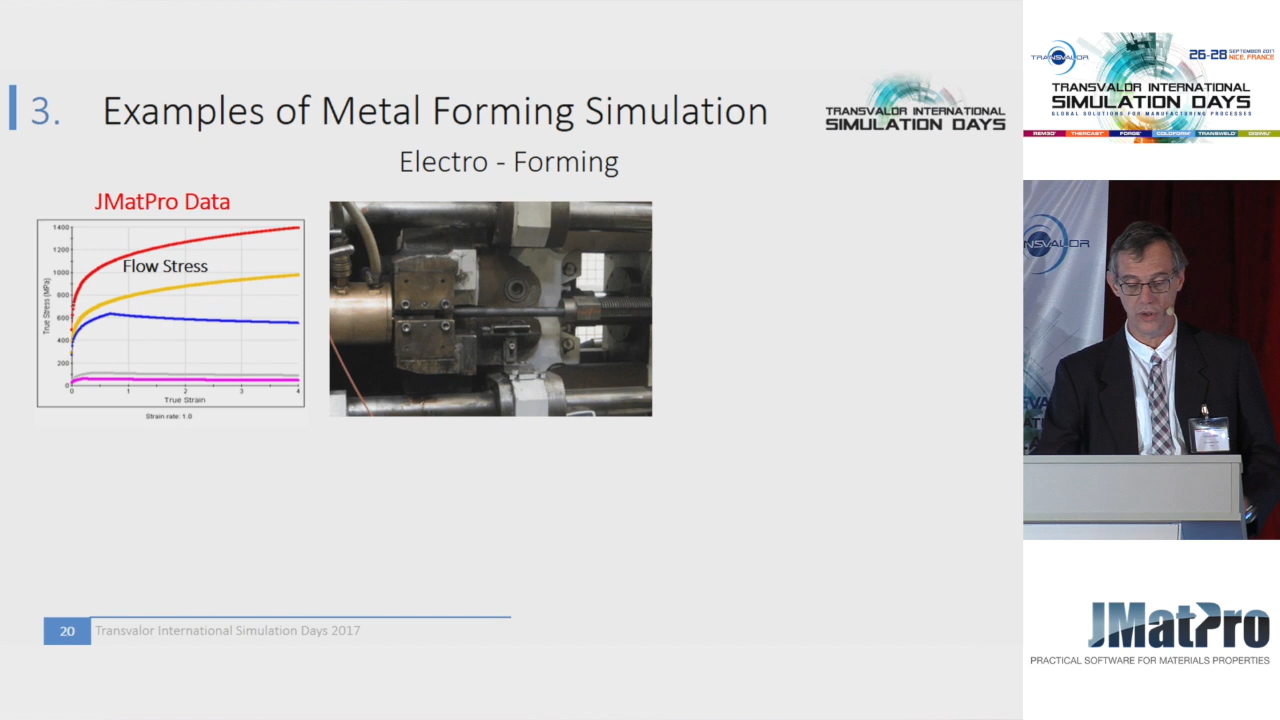 3. Examples of Metal Forming Simulation
TRANSVALOR INTERNATIONAL
SIMULATION DAYS
Electro - Forming
JMatPro Data
Flow Stress
True Stress (MPa)
1400
1200
1000
800
600
400
200
0
0 1 2 3 4
True Strain
Strain rate: 1.0
20 Transvalor International Simulation Days 2017
TRANSVALOR
26-28 SEPTEMBER 2017
NICE, FRANCE
TRANSVALOR INTERNATIONAL
SIMULATION DAYS
GLOBAL SOLUTIONS FOR MANUFACTURING PROCESSES
REM3D® THERCAST® FORGE® COLDFORM® TRANSWELD® DIGIMU®
NSVALOR
JMatPro
PRACTICAL SOFTWARE FOR MATERIALS PROPERTIES